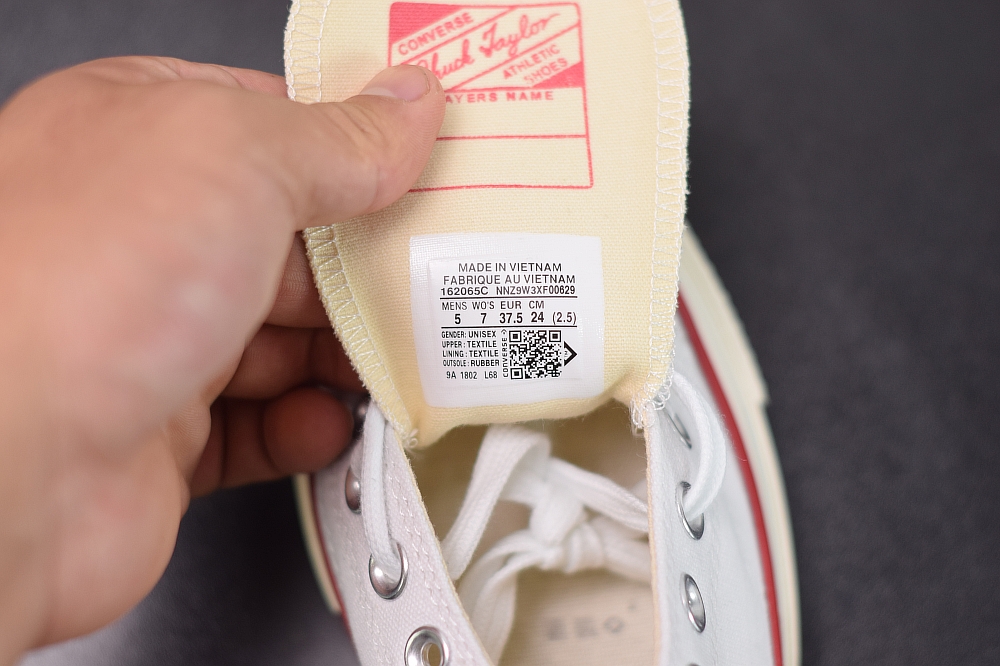 CONVERSE
Chuck Taylor
ATHLETIC
SHOES
AYERS NAME
MADE IN VIETNAM
FABRIQUE AU VIETNAM
162065C NNZ9W3XF00629
MENS WO'S EUR CM
5 7 37.5 24 (2.5)
GENDER: UNISEX
UPPER: TEXTILE
LINING: TEXTILE
OUTSOLE: RUBBER
CONVERSE
9A 1802 L68